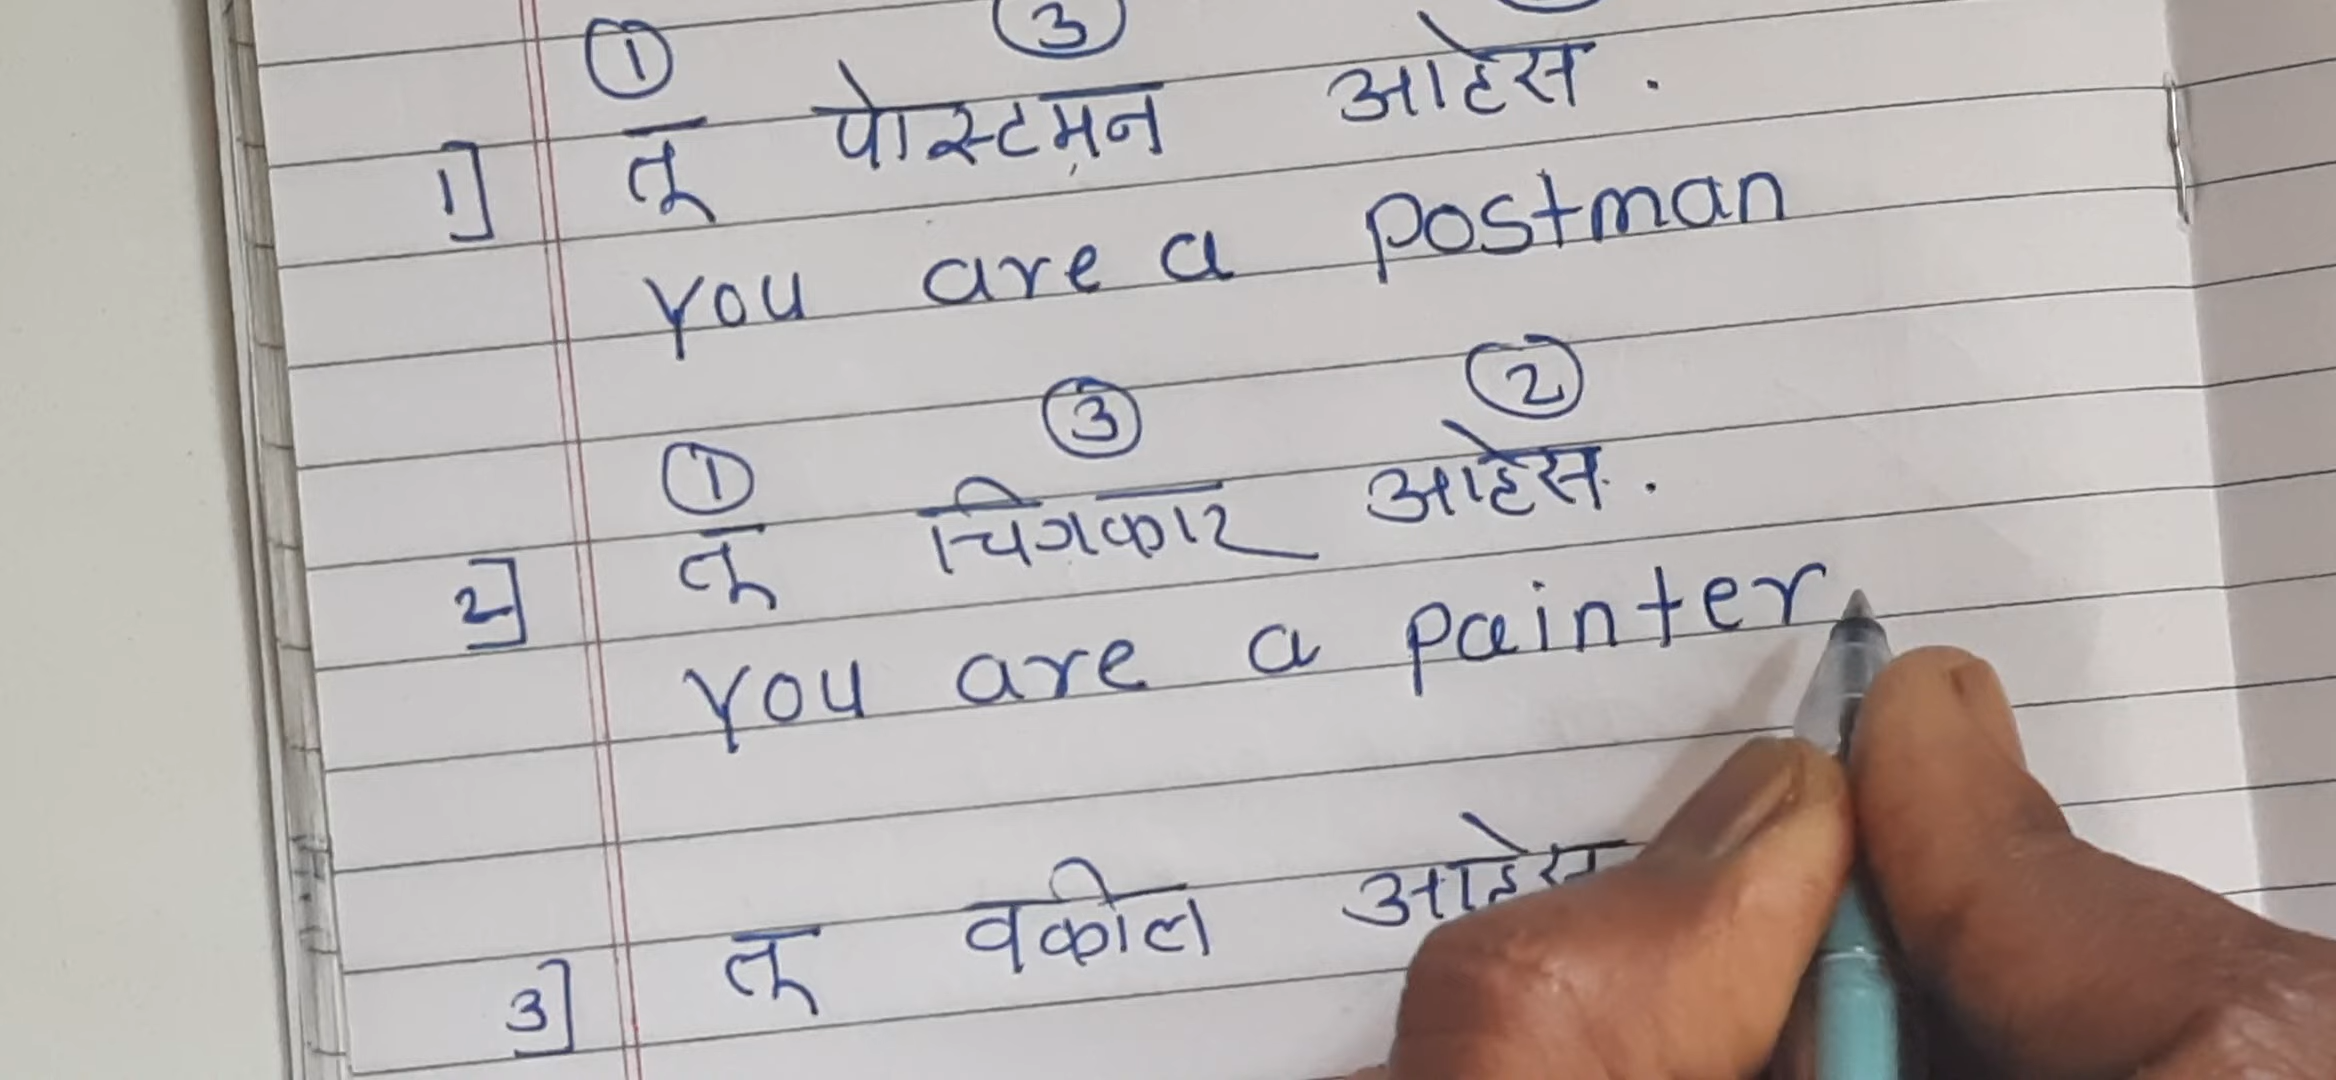 ① ③
1] तू पोस्टमन आहेस.
You are a postman
① ③ ②
2] तू चित्रकार आहेस.
You are a painter
3] तू वकील आहेस